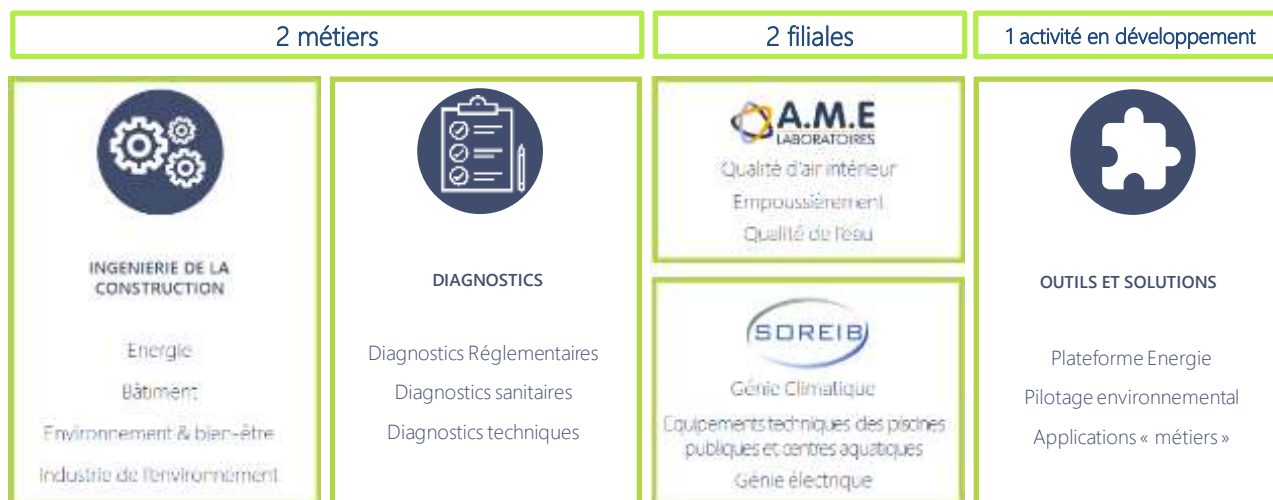 2 métiers
2 filiales
1 activité en développement
INGENIERIE DE LA
CONSTRUCTION
Energie
Bâtiment
Environnement & bien-être
Industrie de l'environnement
DIAGNOSTICS
Diagnostics Réglementaires
Diagnostics sanitaires
Diagnostics techniques
A.M.E
LABORATOIRES
Qualité d'air intérieur
Empoussièrement
Qualité de l'eau
SOREIB
Génie Climatique
Equipements techniques des piscines
publiques et centres aquatiques
Génie électrique
OUTILS ET SOLUTIONS
Plateforme Energie
Pilotage environnemental
Applications « métiers »